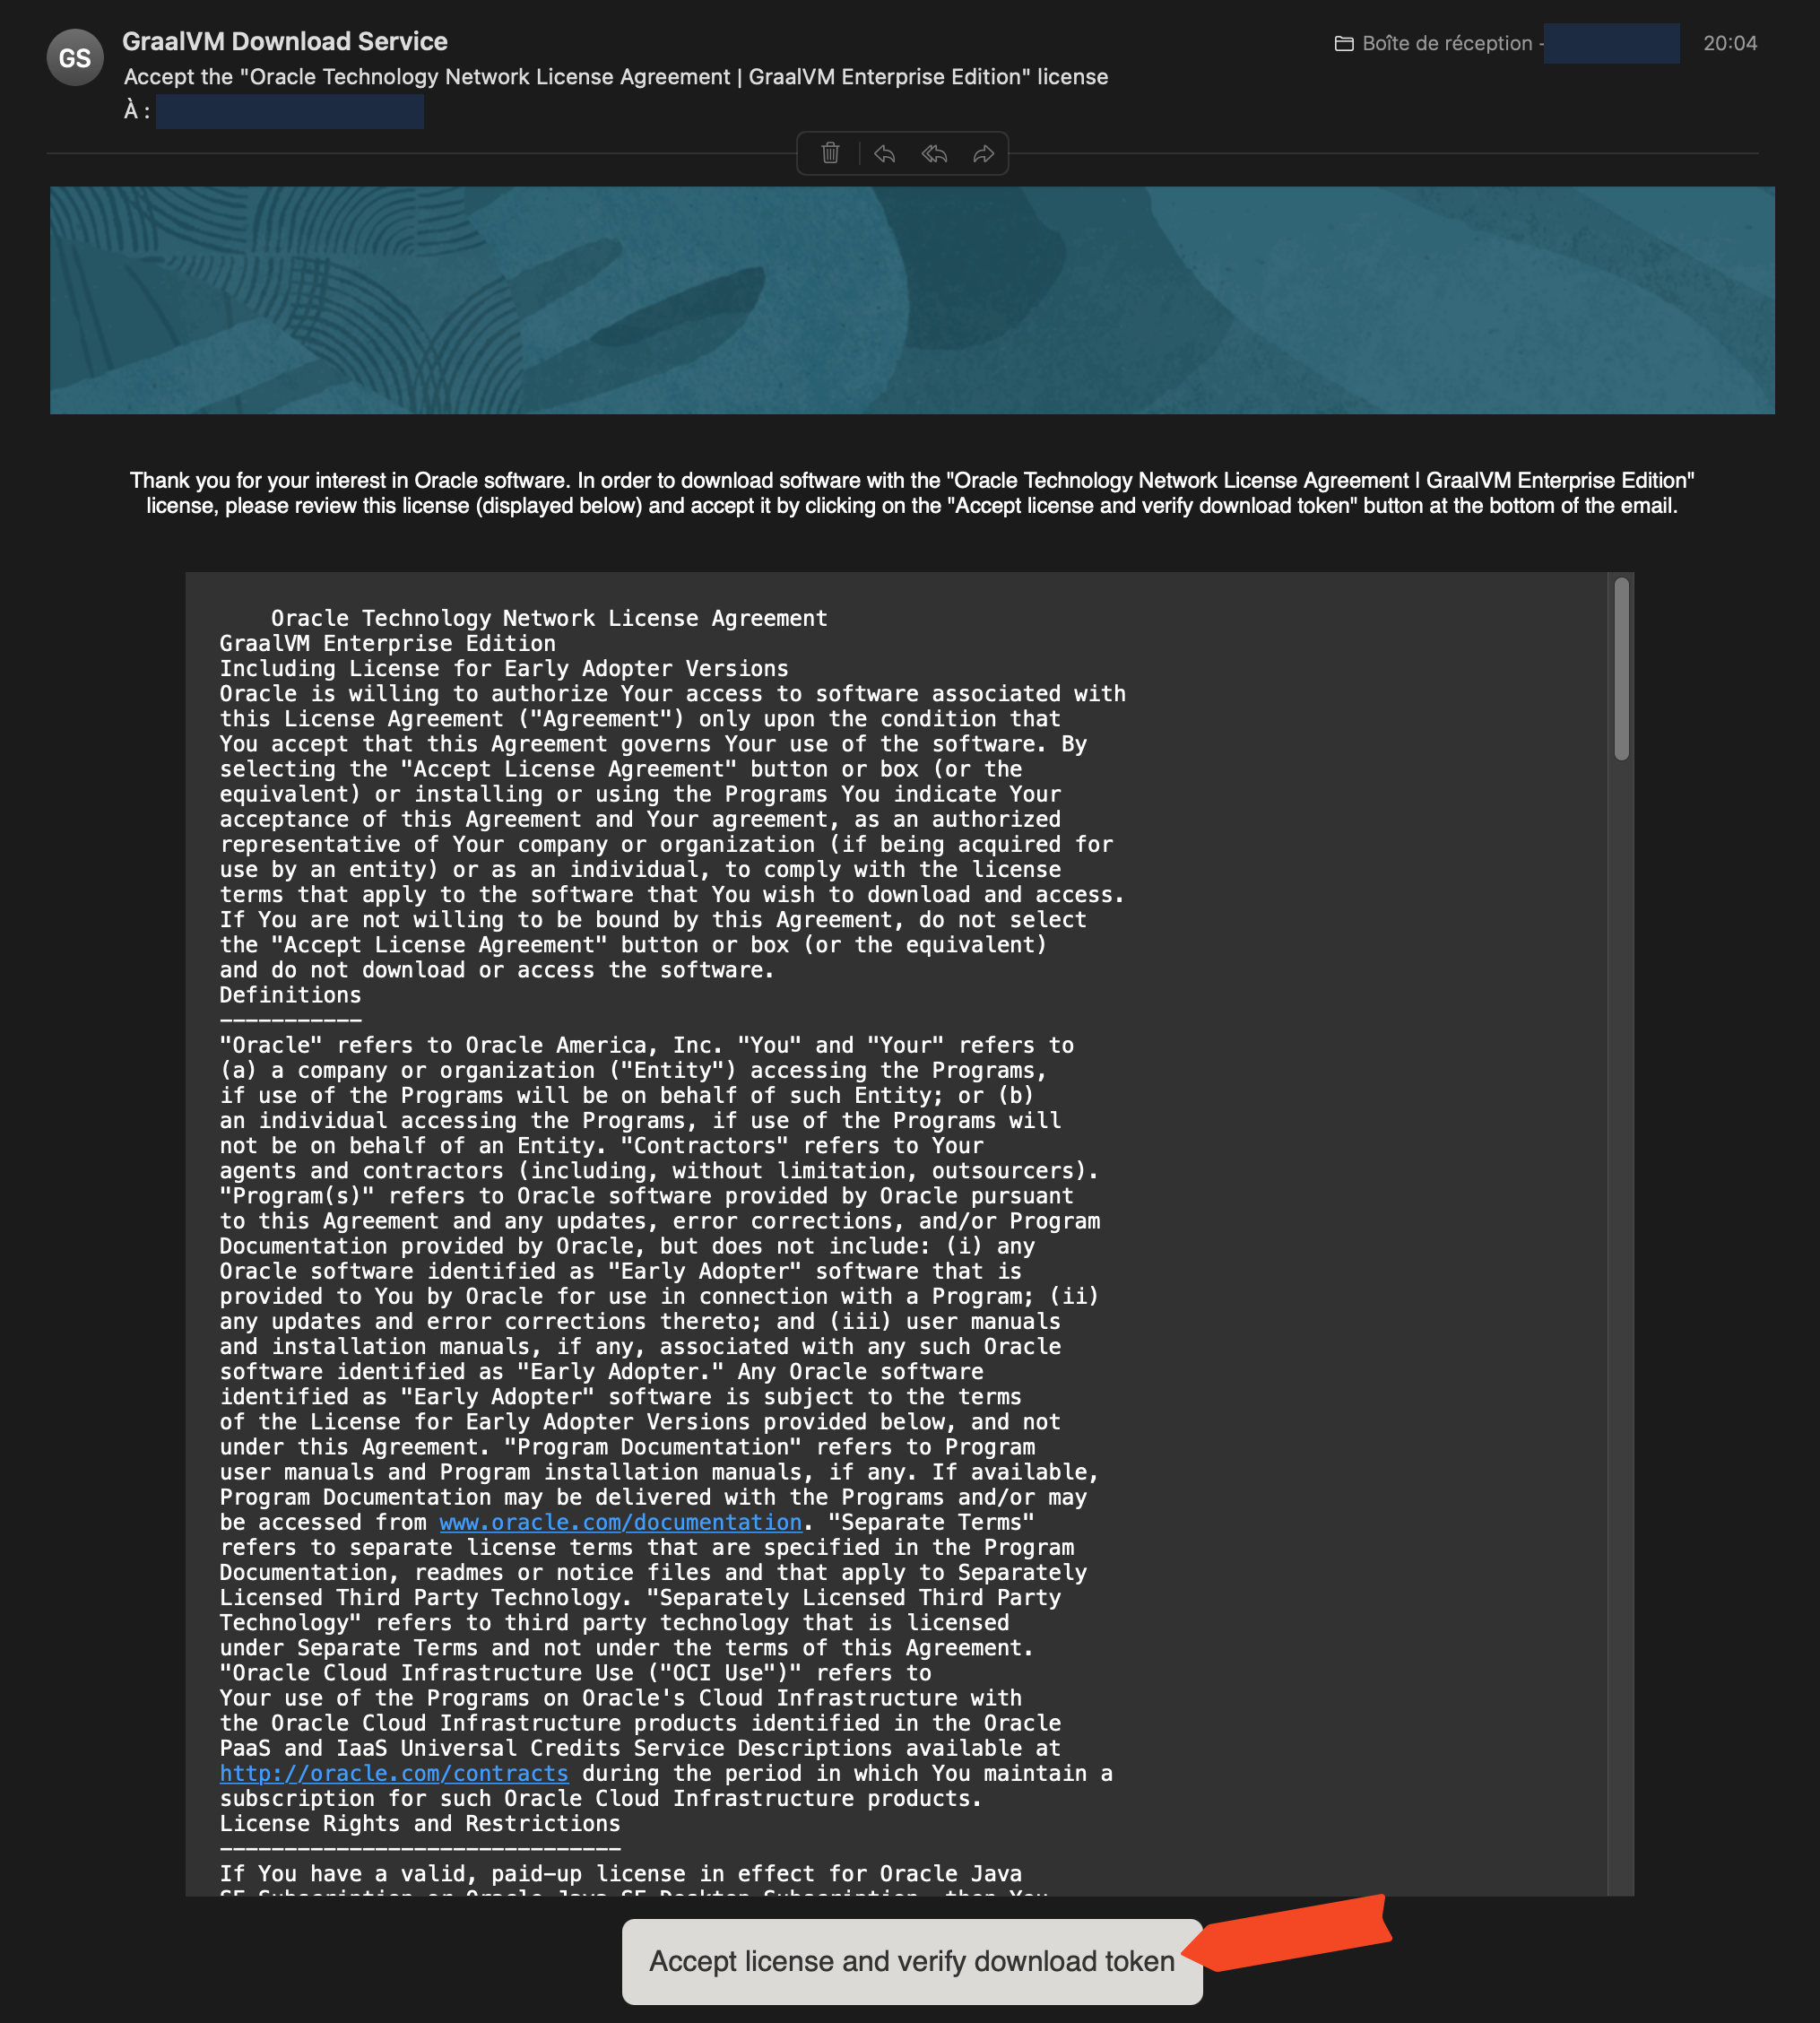 GS
GraalVM Download Service
Boîte de réception -
20:04
Accept the "Oracle Technology Network License Agreement | GraalVM Enterprise Edition" license
À :
Thank you for your interest in Oracle software. In order to download software with the "Oracle Technology Network License Agreement | GraalVM Enterprise Edition"
license, please review this license (displayed below) and accept it by clicking on the "Accept license and verify download token" button at the bottom of the email.
Oracle Technology Network License Agreement
GraalVM Enterprise Edition
Including License for Early Adopter Versions
Oracle is willing to authorize Your access to software associated with
this License Agreement ("Agreement") only upon the condition that
You accept that this Agreement governs Your use of the software. By
selecting the "Accept License Agreement" button or box (or the
equivalent) or installing or using the Programs You indicate Your
acceptance of this Agreement and Your agreement, as an authorized
representative of Your company or organization (if being acquired for
use by an entity) or as an individual, to comply with the license
terms that apply to the software that You wish to download and access.
If You are not willing to be bound by this Agreement, do not select
the "Accept License Agreement" button or box (or the equivalent)
and do not download or access the software.
Definitions
-----------
"Oracle" refers to Oracle America, Inc. "You" and "Your" refers to
(a) a company or organization ("Entity") accessing the Programs,
if use of the Programs will be on behalf of such Entity; or (b)
an individual accessing the Programs, if use of the Programs will
not be on behalf of an Entity. "Contractors" refers to Your
agents and contractors (including, without limitation, outsourcers).
"Program(s)" refers to Oracle software provided by Oracle pursuant
to this Agreement and any updates, error corrections, and/or Program
Documentation provided by Oracle, but does not include: (i) any
Oracle software identified as "Early Adopter" software that is
provided to You by Oracle for use in connection with a Program; (ii)
any updates and error corrections thereto; and (iii) user manuals
and installation manuals, if any, associated with any such Oracle
software identified as "Early Adopter." Any Oracle software
identified as "Early Adopter" software is subject to the terms
of the License for Early Adopter Versions provided below, and not
under this Agreement. "Program Documentation" refers to Program
user manuals and Program installation manuals, if any. If available,
Program Documentation may be delivered with the Programs and/or may
be accessed from www.oracle.com/documentation. "Separate Terms"
refers to separate license terms that are specified in the Program
Documentation, readmes or notice files and that apply to Separately
Licensed Third Party Technology. "Separately Licensed Third Party
Technology" refers to third party technology that is licensed
under Separate Terms and not under the terms of this Agreement.
"Oracle Cloud Infrastructure Use ("OCI Use")" refers to
Your use of the Programs on Oracle's Cloud Infrastructure with
the Oracle Cloud Infrastructure products identified in the Oracle
PaaS and IaaS Universal Credits Service Descriptions available at
http://oracle.com/contracts during the period in which You maintain a
subscription for such Oracle Cloud Infrastructure products.
License Rights and Restrictions
-------------------------------
If You have a valid, paid-up license in effect for Oracle Java
SE Subscription or Oracle Java SE Desktop Subscription, then You
Accept license and verify download token